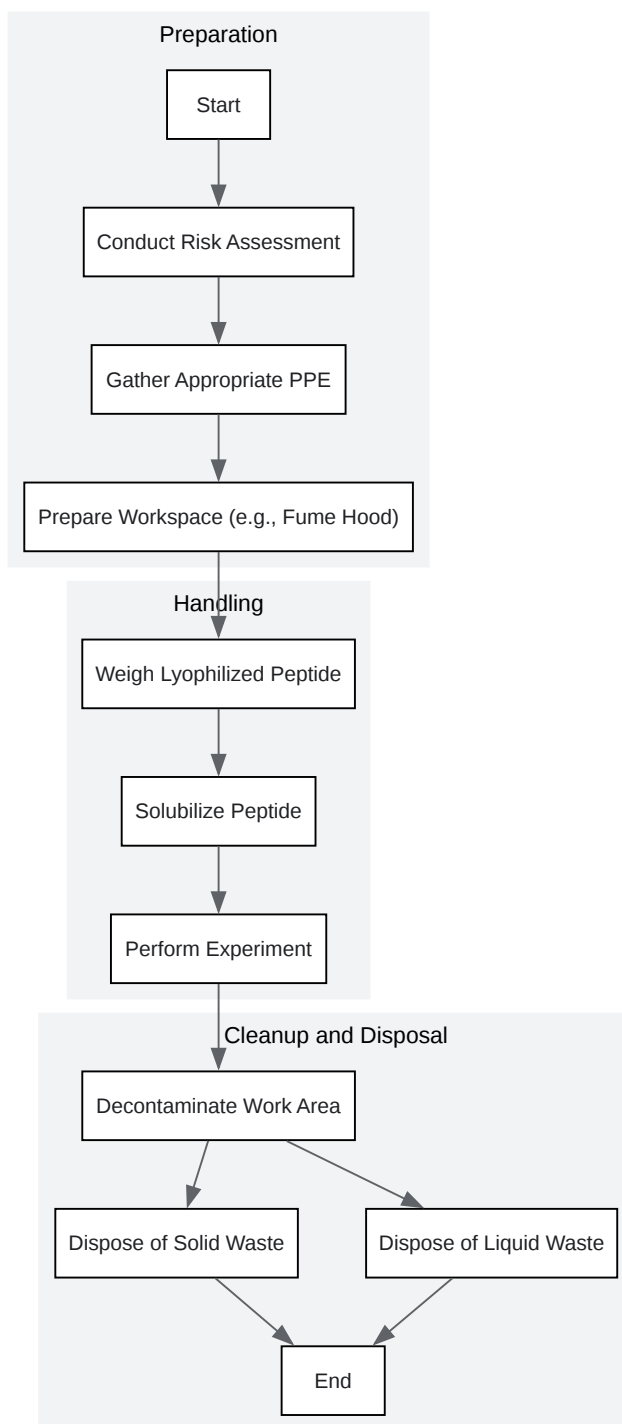 Preparation
Start
Conduct Risk Assessment
Gather Appropriate PPE
Prepare Workspace (e.g., Fume Hood)
Handling
Weigh Lyophilized Peptide
Solubilize Peptide
Perform Experiment
Cleanup and Disposal
Decontaminate Work Area
Dispose of Solid Waste
Dispose of Liquid Waste
End